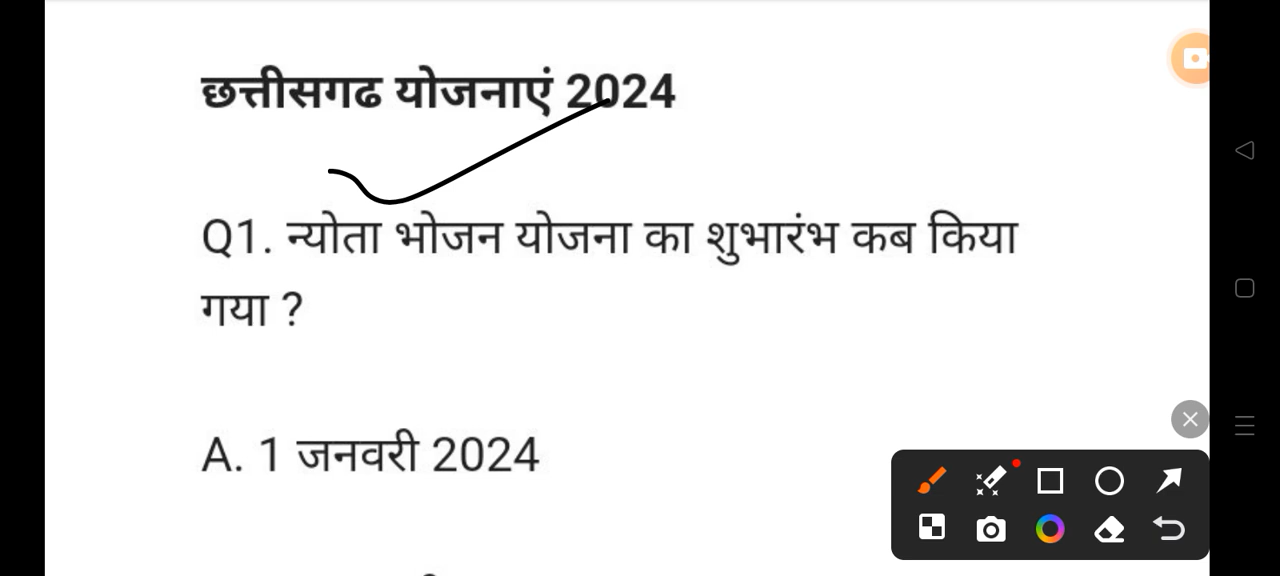 छत्तीसगढ योजनाएं 2024
Q1. न्योता भोजन योजना का शुभारंभ कब किया
गया ?
A. 1 जनवरी 2024